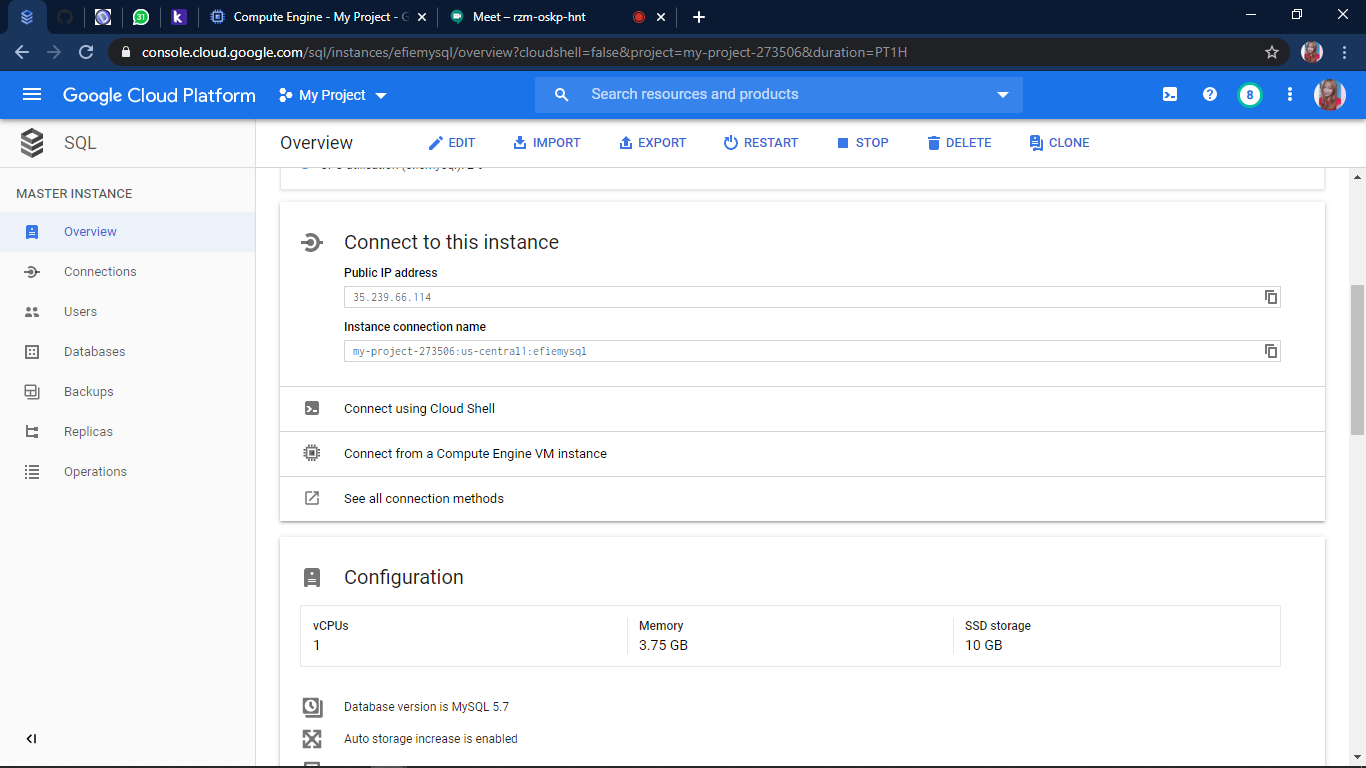 31
k
Compute Engine - My Project - G
Meet – rzm-oskp-hnt
console.cloud.google.com/sql/instances/efiemysql/overview?cloudshell=false&project=my-project-273506&duration=PT1H
Google Cloud Platform
My Project
Search resources and products
8
SQL
Overview
EDIT
IMPORT
EXPORT
RESTART
STOP
DELETE
CLONE
MASTER INSTANCE
Overview
Connections
Users
Databases
Backups
Replicas
Operations
Connect to this instance
Public IP address
35.239.66.114
Instance connection name
my-project-273506:us-central1:efiemysql
Connect using Cloud Shell
Connect from a Compute Engine VM instance
See all connection methods
Configuration
vCPUs
1
Memory
3.75 GB
SSD storage
10 GB
Database version is MySQL 5.7
Auto storage increase is enabled